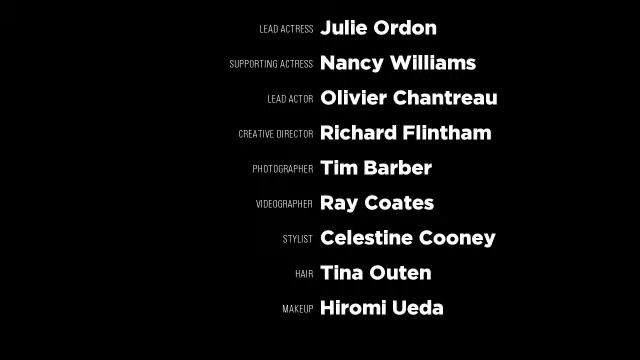 LEAD ACTRESS Julie Ordon
SUPPORTING ACTRESS Nancy Williams
LEAD ACTOR Olivier Chantreau
CREATIVE DIRECTOR Richard Flintham
PHOTOGRAPHER Tim Barber
VIDEOGRAPHER Ray Coates
STYLIST Celestine Cooney
HAIR Tina Outen
MAKEUP Hiromi Ueda